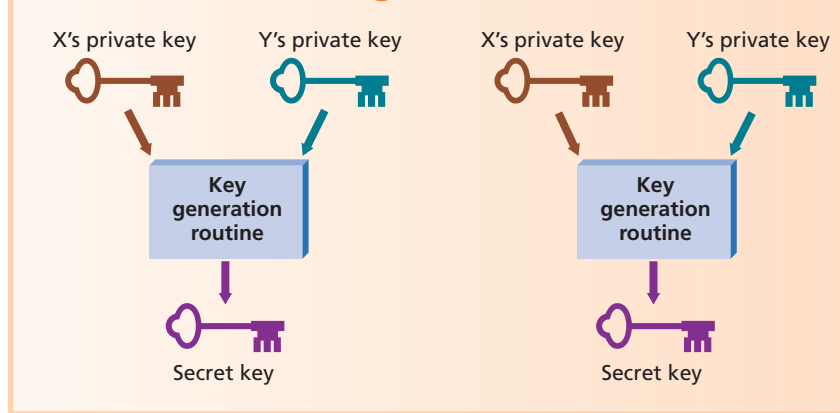 X's private key
Y's private key
X's private key
Y's private key
Key
generation
routine
Key
generation
routine
Secret key
Secret key